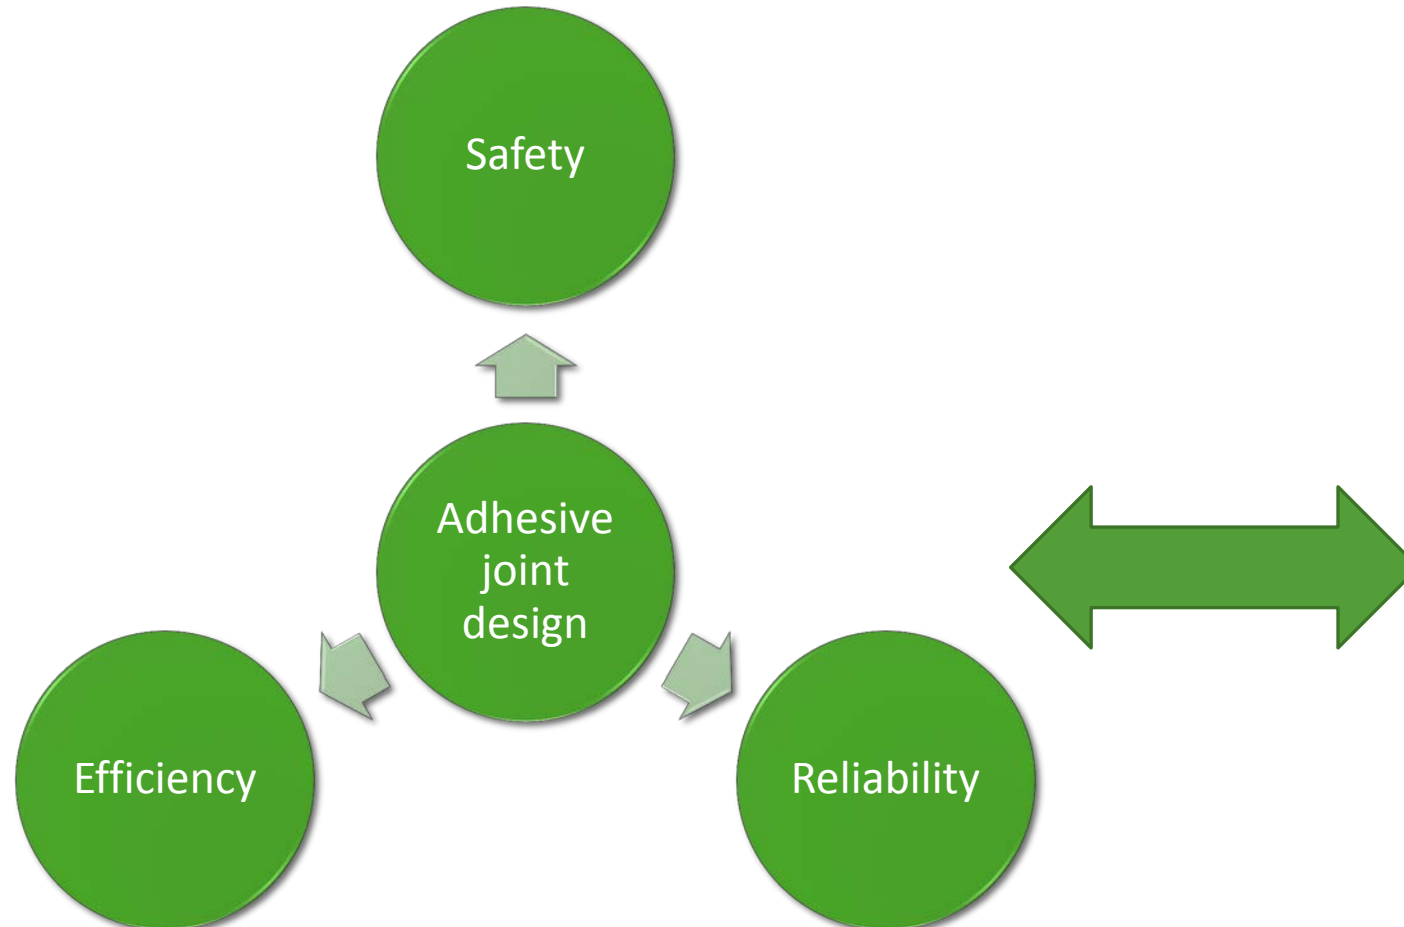 Safety
Adhesive
joint
design
Efficiency
Reliability